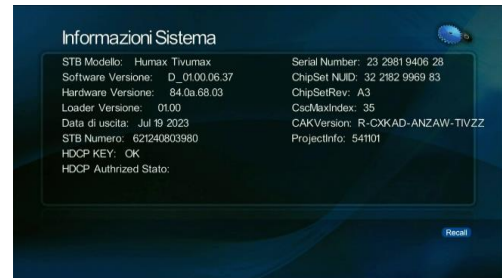 Informazioni Sistema
STB Modello: Humax Tivumax
Software Versione: D_01.00.06.37
Hardware Versione: 84.0a.68.03
Loader Versione: 01.00
Data di uscita: Jul 19 2023
STB Numero: 621240803980
HDCP KEY: OK
HDCP Authrized Stato:
Serial Number: 23 2981 9406 28
ChipSet NUID: 32 2182 9969 83
ChipSetRev: A3
CscMaxIndex: 35
CAKVersion: R-CXKAD-ANZAW-TIVZZ
ProjectInfo: 541101
Recall